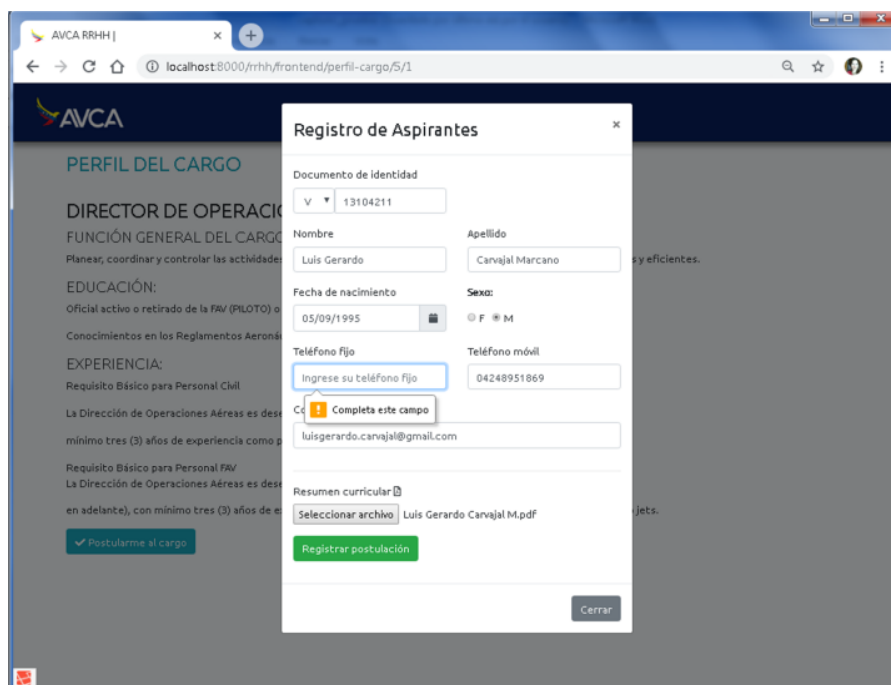 AVCA RRHH |
localhost:8000/rrhh/frontend/perfil-cargo/5/1
AVCA
PERFIL DEL CARGO
DIRECTOR DE OPERACI
FUNCIÓN GENERAL DEL CARGO
Planear, coordinar y controlar las actividades
s y eficientes.
EDUCACIÓN:
Oficial activo o retirado de la FAV (PILOTO) o
Conocimientos en los Reglamentos Aeroná
EXPERIENCIA:
Requisito Básico para Personal Civil
La Dirección de Operaciones Aéreas es dese
mínimo tres (3) años de experiencia como p
Requisito Básico para Personal FAV
La Dirección de Operaciones Aéreas es dese
en adelante), con mínimo tres (3) años de e
jets.
Postularme al cargo
Registro de Aspirantes
×
Documento de identidad
V 13104211
Nombre Apellido
Luis Gerardo Carvajal Marcano
Fecha de nacimiento Sexo:
05/09/1995 F M
Teléfono fijo Teléfono móvil
Ingrese su teléfono fijo 04248951869
Co
Completa este campo
luisgerardo.carvajal@gmail.com
Resumen curricular
Seleccionar archivo Luis Gerardo Carvajal M.pdf
Registrar postulación
Cerrar